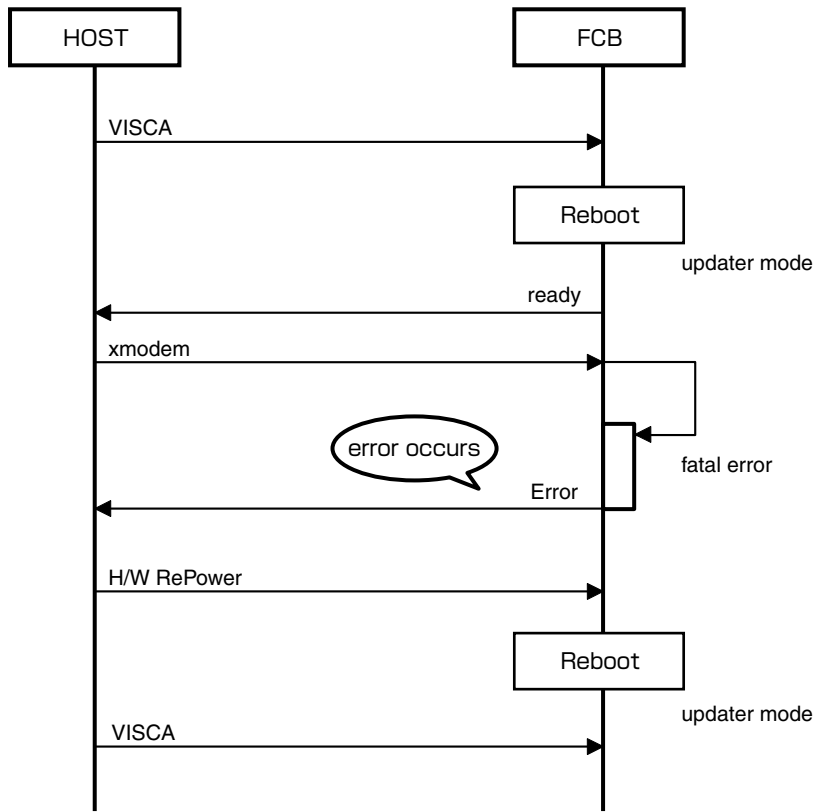 HOST
FCB
VISCA
Reboot
updater mode
ready
xmodem
error occurs
fatal error
Error
H/W RePower
Reboot
updater mode
VISCA